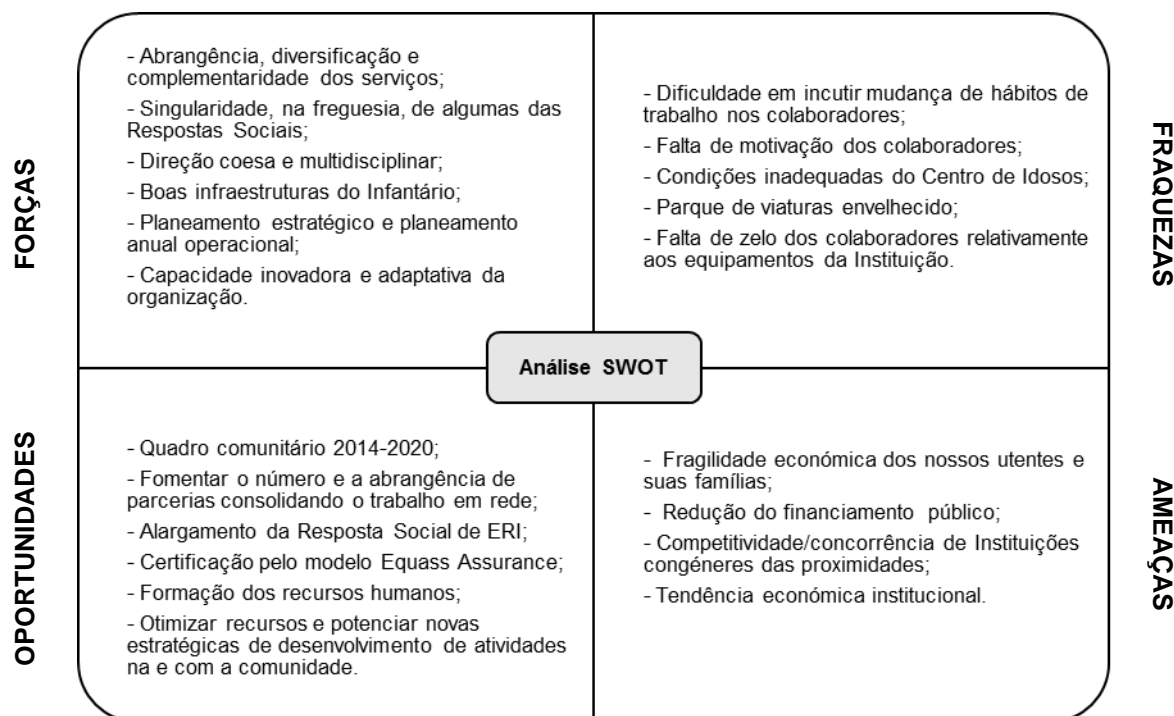 FORÇAS
- Abrangência, diversificação e
complementaridade dos serviços;
- Singularidade, na freguesia, de algumas das
Respostas Sociais;
- Direção coesa e multidisciplinar;
- Boas infraestruturas do Infantário;
- Planeamento estratégico e planeamento
anual operacional;
- Capacidade inovadora e adaptativa da
organização.
FRAQUEZAS
- Dificuldade em incutir mudança de hábitos de
trabalho nos colaboradores;
- Falta de motivação dos colaboradores;
- Condições inadequadas do Centro de Idosos;
- Parque de viaturas envelhecido;
- Falta de zelo dos colaboradores relativamente
aos equipamentos da Instituição.
Análise SWOT
OPORTUNIDADES
- Quadro comunitário 2014-2020;
- Fomentar o número e a abrangência de
parcerias consolidando o trabalho em rede;
- Alargamento da Resposta Social de ERI;
- Certificação pelo modelo Equass Assurance;
- Formação dos recursos humanos;
- Otimizar recursos e potenciar novas
estratégicas de desenvolvimento de atividades
na e com a comunidade.
AMEAÇAS
- Fragilidade económica dos nossos utentes e
suas famílias;
- Redução do financiamento público;
- Competitividade/concorrência de Instituições
congéneres das proximidades;
- Tendência económica institucional.